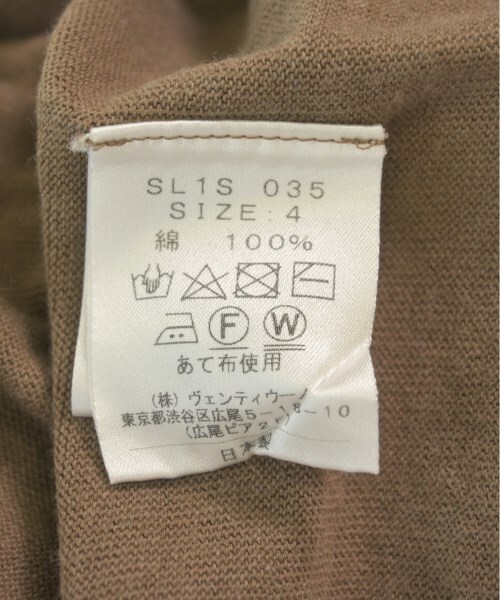 SL1S 035
SIZE: 4
綿 100%
F W
あて布使用
(株) ヴェンティウーノ
東京都渋谷区広尾5-18-10
(広尾ピア2
日本製